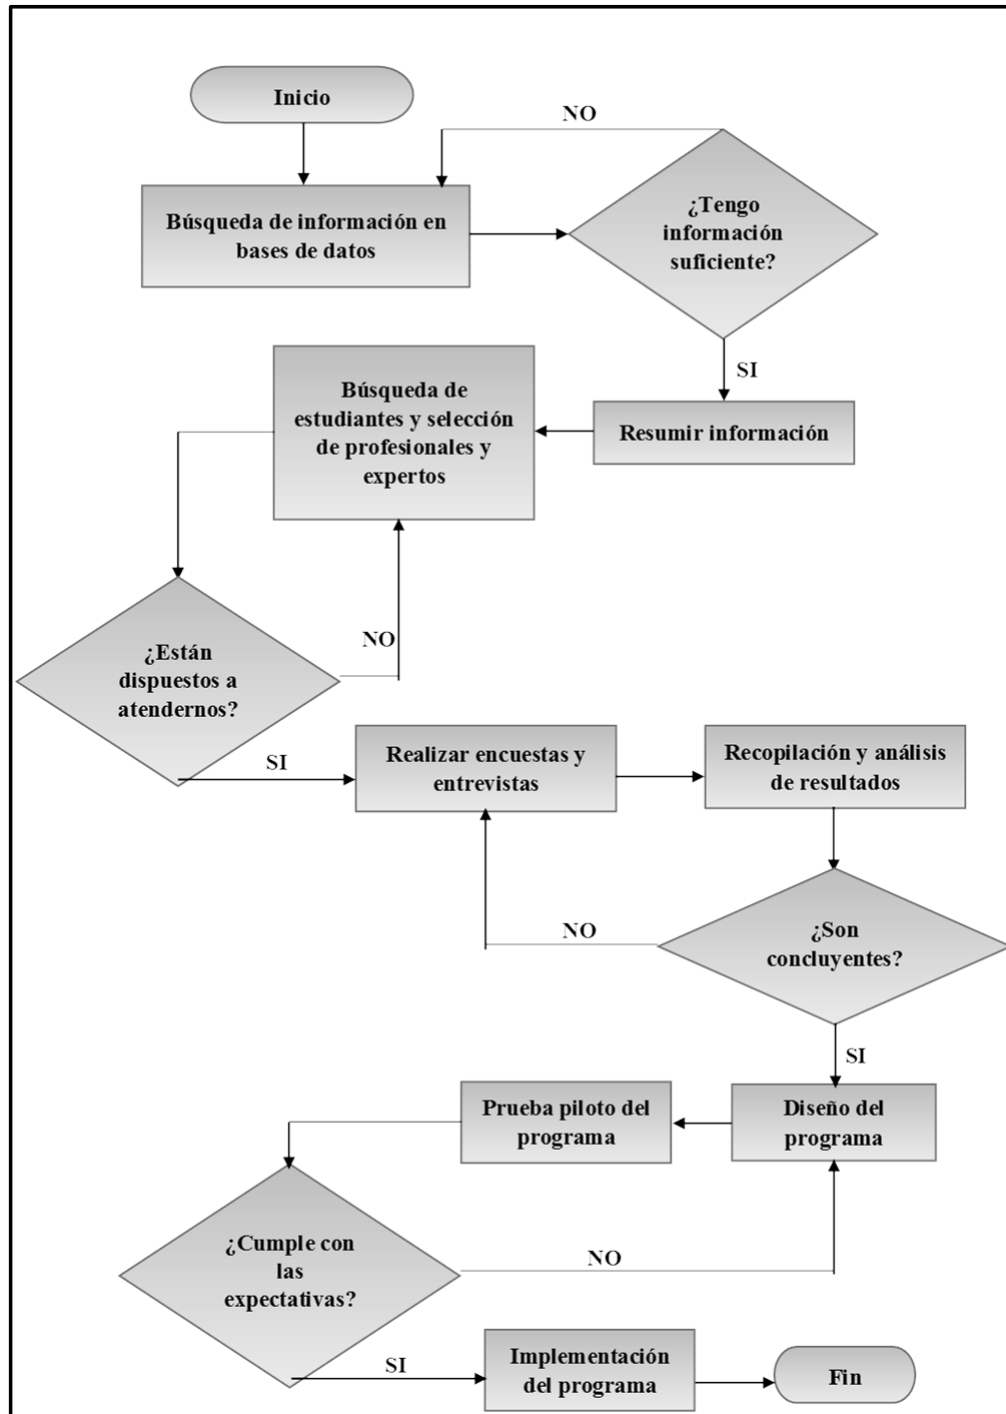 Inicio
NO
Búsqueda de información en
bases de datos
¿Tengo
información
suficiente?
SI
Resumir información
Búsqueda de
estudiantes y selección
de profesionales y
expertos
¿Están
dispuestos a
atendernos?
NO
SI
Realizar encuestas y
entrevistas
Recopilación y análisis
de resultados
¿Son
concluyentes?
NO
SI
Diseño del
programa
Prueba piloto del
programa
¿Cumple con
las
expectativas?
NO
SI
Implementación
del programa
Fin